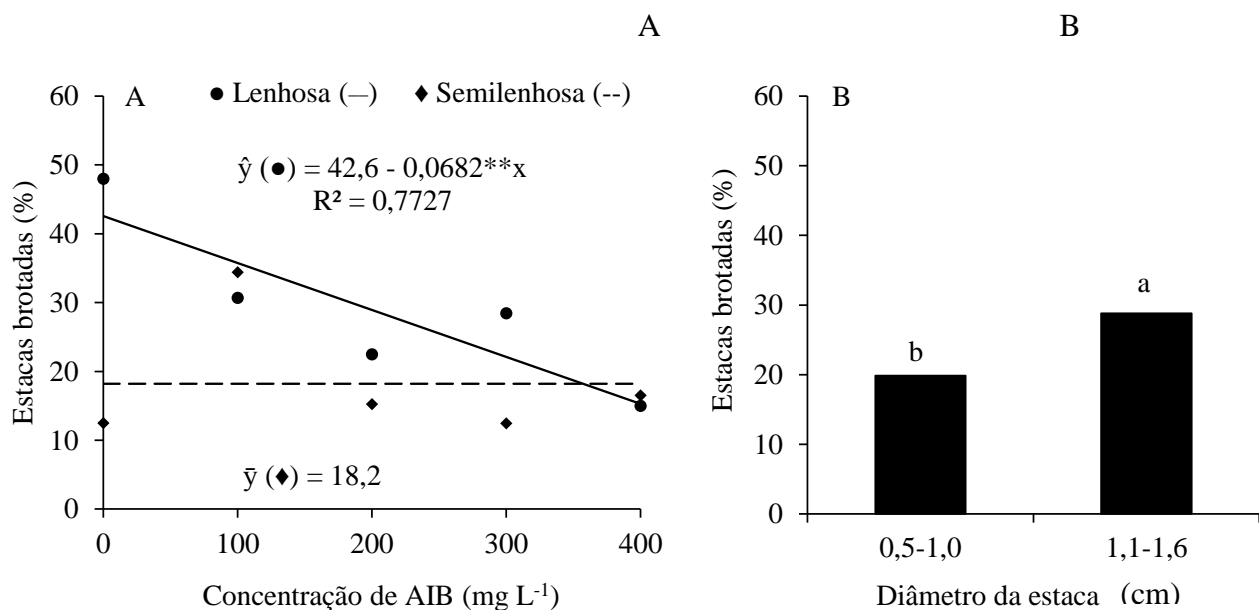 A
B
A
● Lenhosa (—) ♦ Semilenhosa (--)
ŷ (●) = 42,6 - 0,0682**x
R² = 0,7727
ȳ (♦) = 18,2
Estacas brotadas (%)
60
50
40
30
20
10
0
0 100 200 300 400
Concentração de AIB (mg L⁻¹)
B
Estacas brotadas (%)
60
50
40
30
20
10
0
b
a
0,5-1,0 1,1-1,6
Diâmetro da estaca (cm)